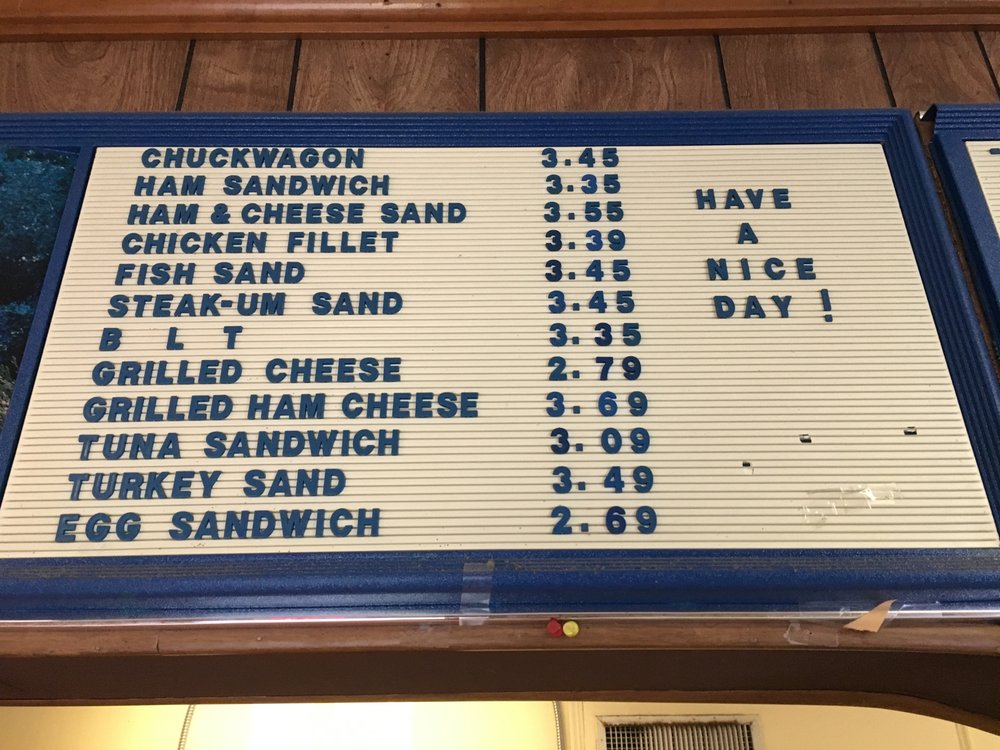 CHUCKWAGON 3.45
HAM SANDWICH 3.35
HAM & CHEESE SAND 3.55
CHICKEN FILLET 3.39
FISH SAND 3.45
STEAK-UM SAND 3.45
B L T 3.35
GRILLED CHEESE 2.79
GRILLED HAM CHEESE 3.69
TUNA SANDWICH 3.09
TURKEY SAND 3.49
EGG SANDWICH 2.69
HAVE
A
NICE
DAY!